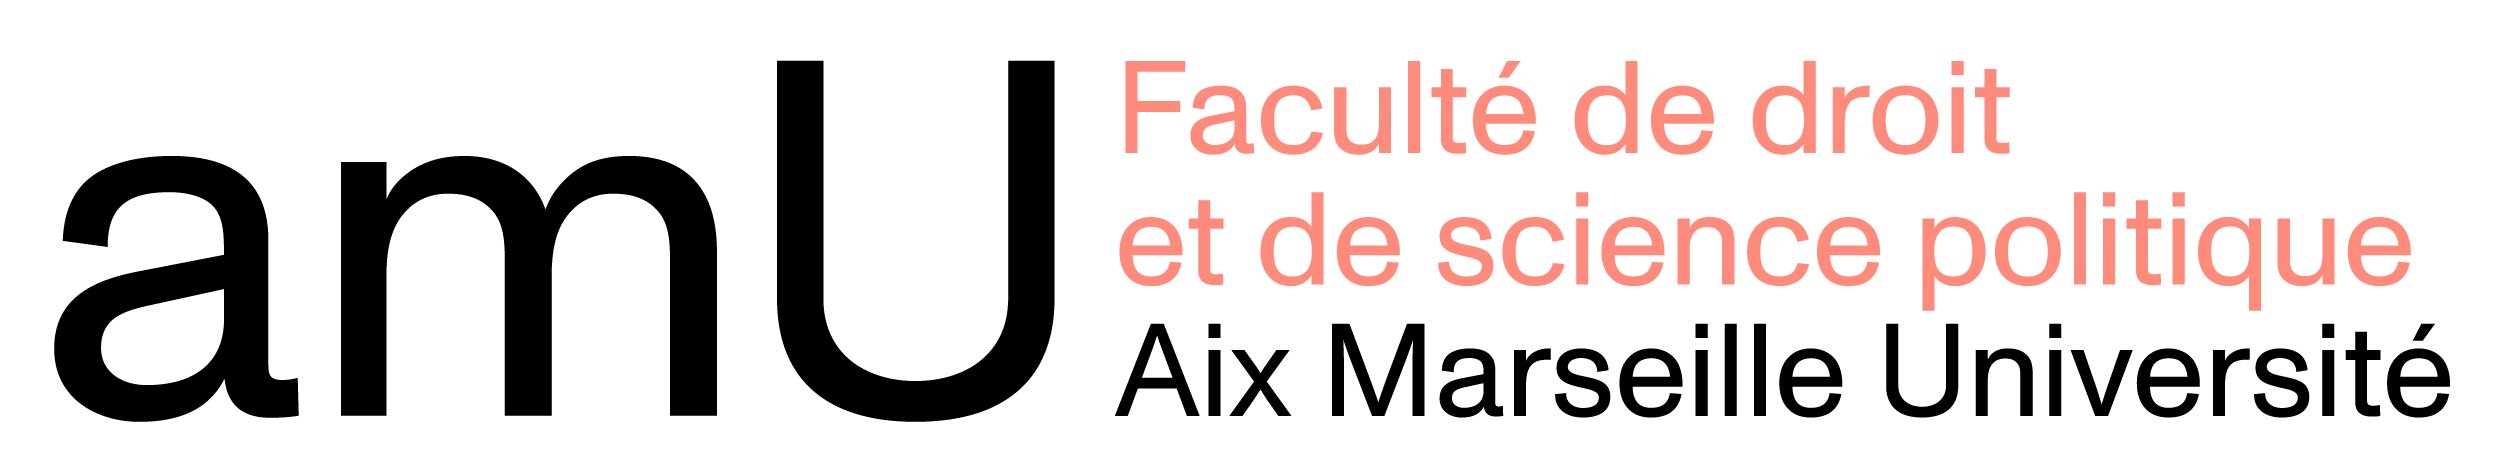 amU
Faculté de droit
et de science politique
Aix Marseille Université